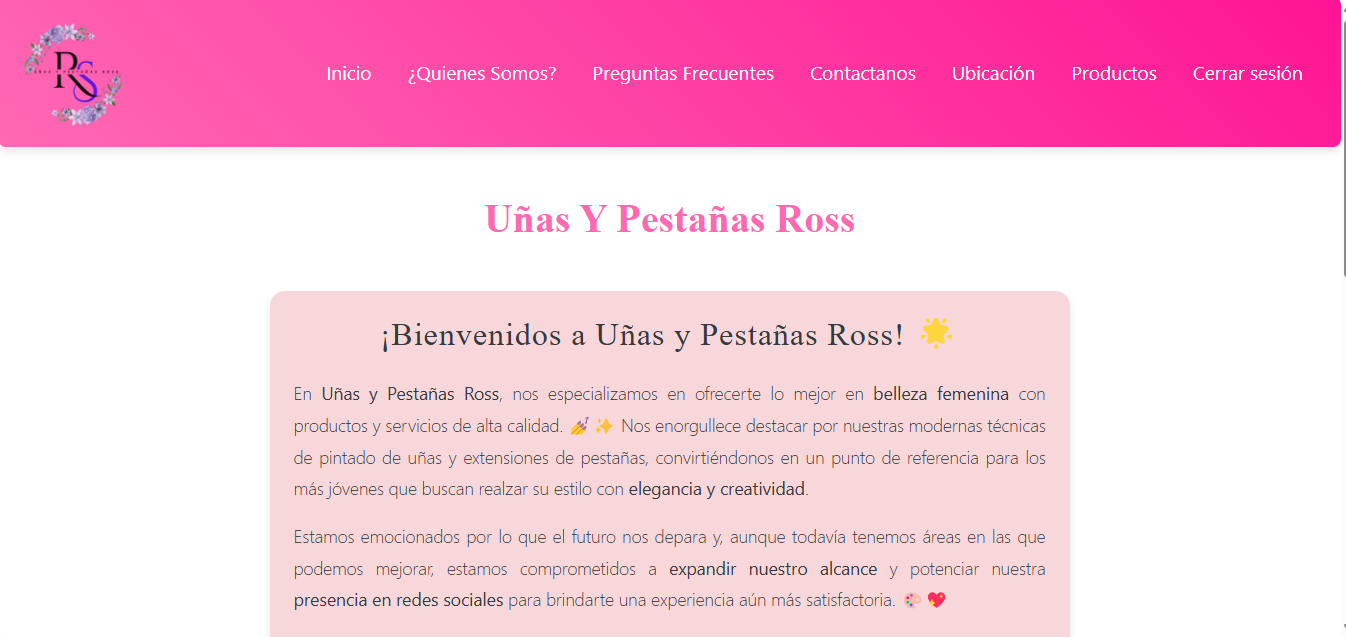 RS
UÑAS Y PESTAÑAS ROSS
Inicio
¿Quienes Somos?
Preguntas Frecuentes
Contactanos
Ubicación
Productos
Cerrar sesión
Uñas Y Pestañas Ross
¡Bienvenidos a Uñas y Pestañas Ross! 🌟
En Uñas y Pestañas Ross, nos especializamos en ofrecerte lo mejor en belleza femenina con
productos y servicios de alta calidad. 💅✨ Nos enorgullece destacar por nuestras modernas técnicas
de pintado de uñas y extensiones de pestañas, convirtiéndonos en un punto de referencia para los
más jóvenes que buscan realzar su estilo con elegancia y creatividad.
Estamos emocionados por lo que el futuro nos depara y, aunque todavía tenemos áreas en las que
podemos mejorar, estamos comprometidos a expandir nuestro alcance y potenciar nuestra
presencia en redes sociales para brindarte una experiencia aún más satisfactoria. 🎨💖